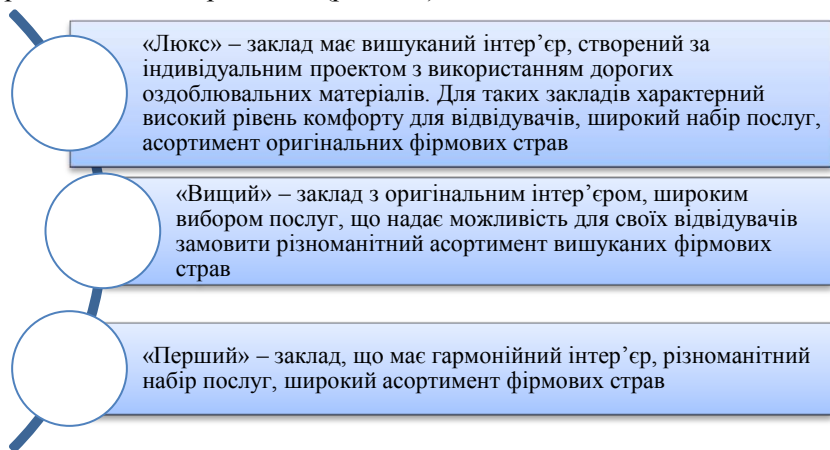 «Люкс» – заклад має вишуканий інтер’єр, створений за
індивідуальним проектом з використанням дорогих
оздоблювальних матеріалів. Для таких закладів характерний
високий рівень комфорту для відвідувачів, широкий набір послуг,
асортимент оригінальних фірмових страв
«Вищий» – заклад з оригінальним інтер’єром, широким
вибором послуг, що надає можливість для своїх відвідувачів
замовити різноманітний асортимент вишуканих фірмових
страв
«Перший» – заклад, що має гармонійний інтер’єр, різноманітний
набір послуг, широкий асортимент фірмових страв